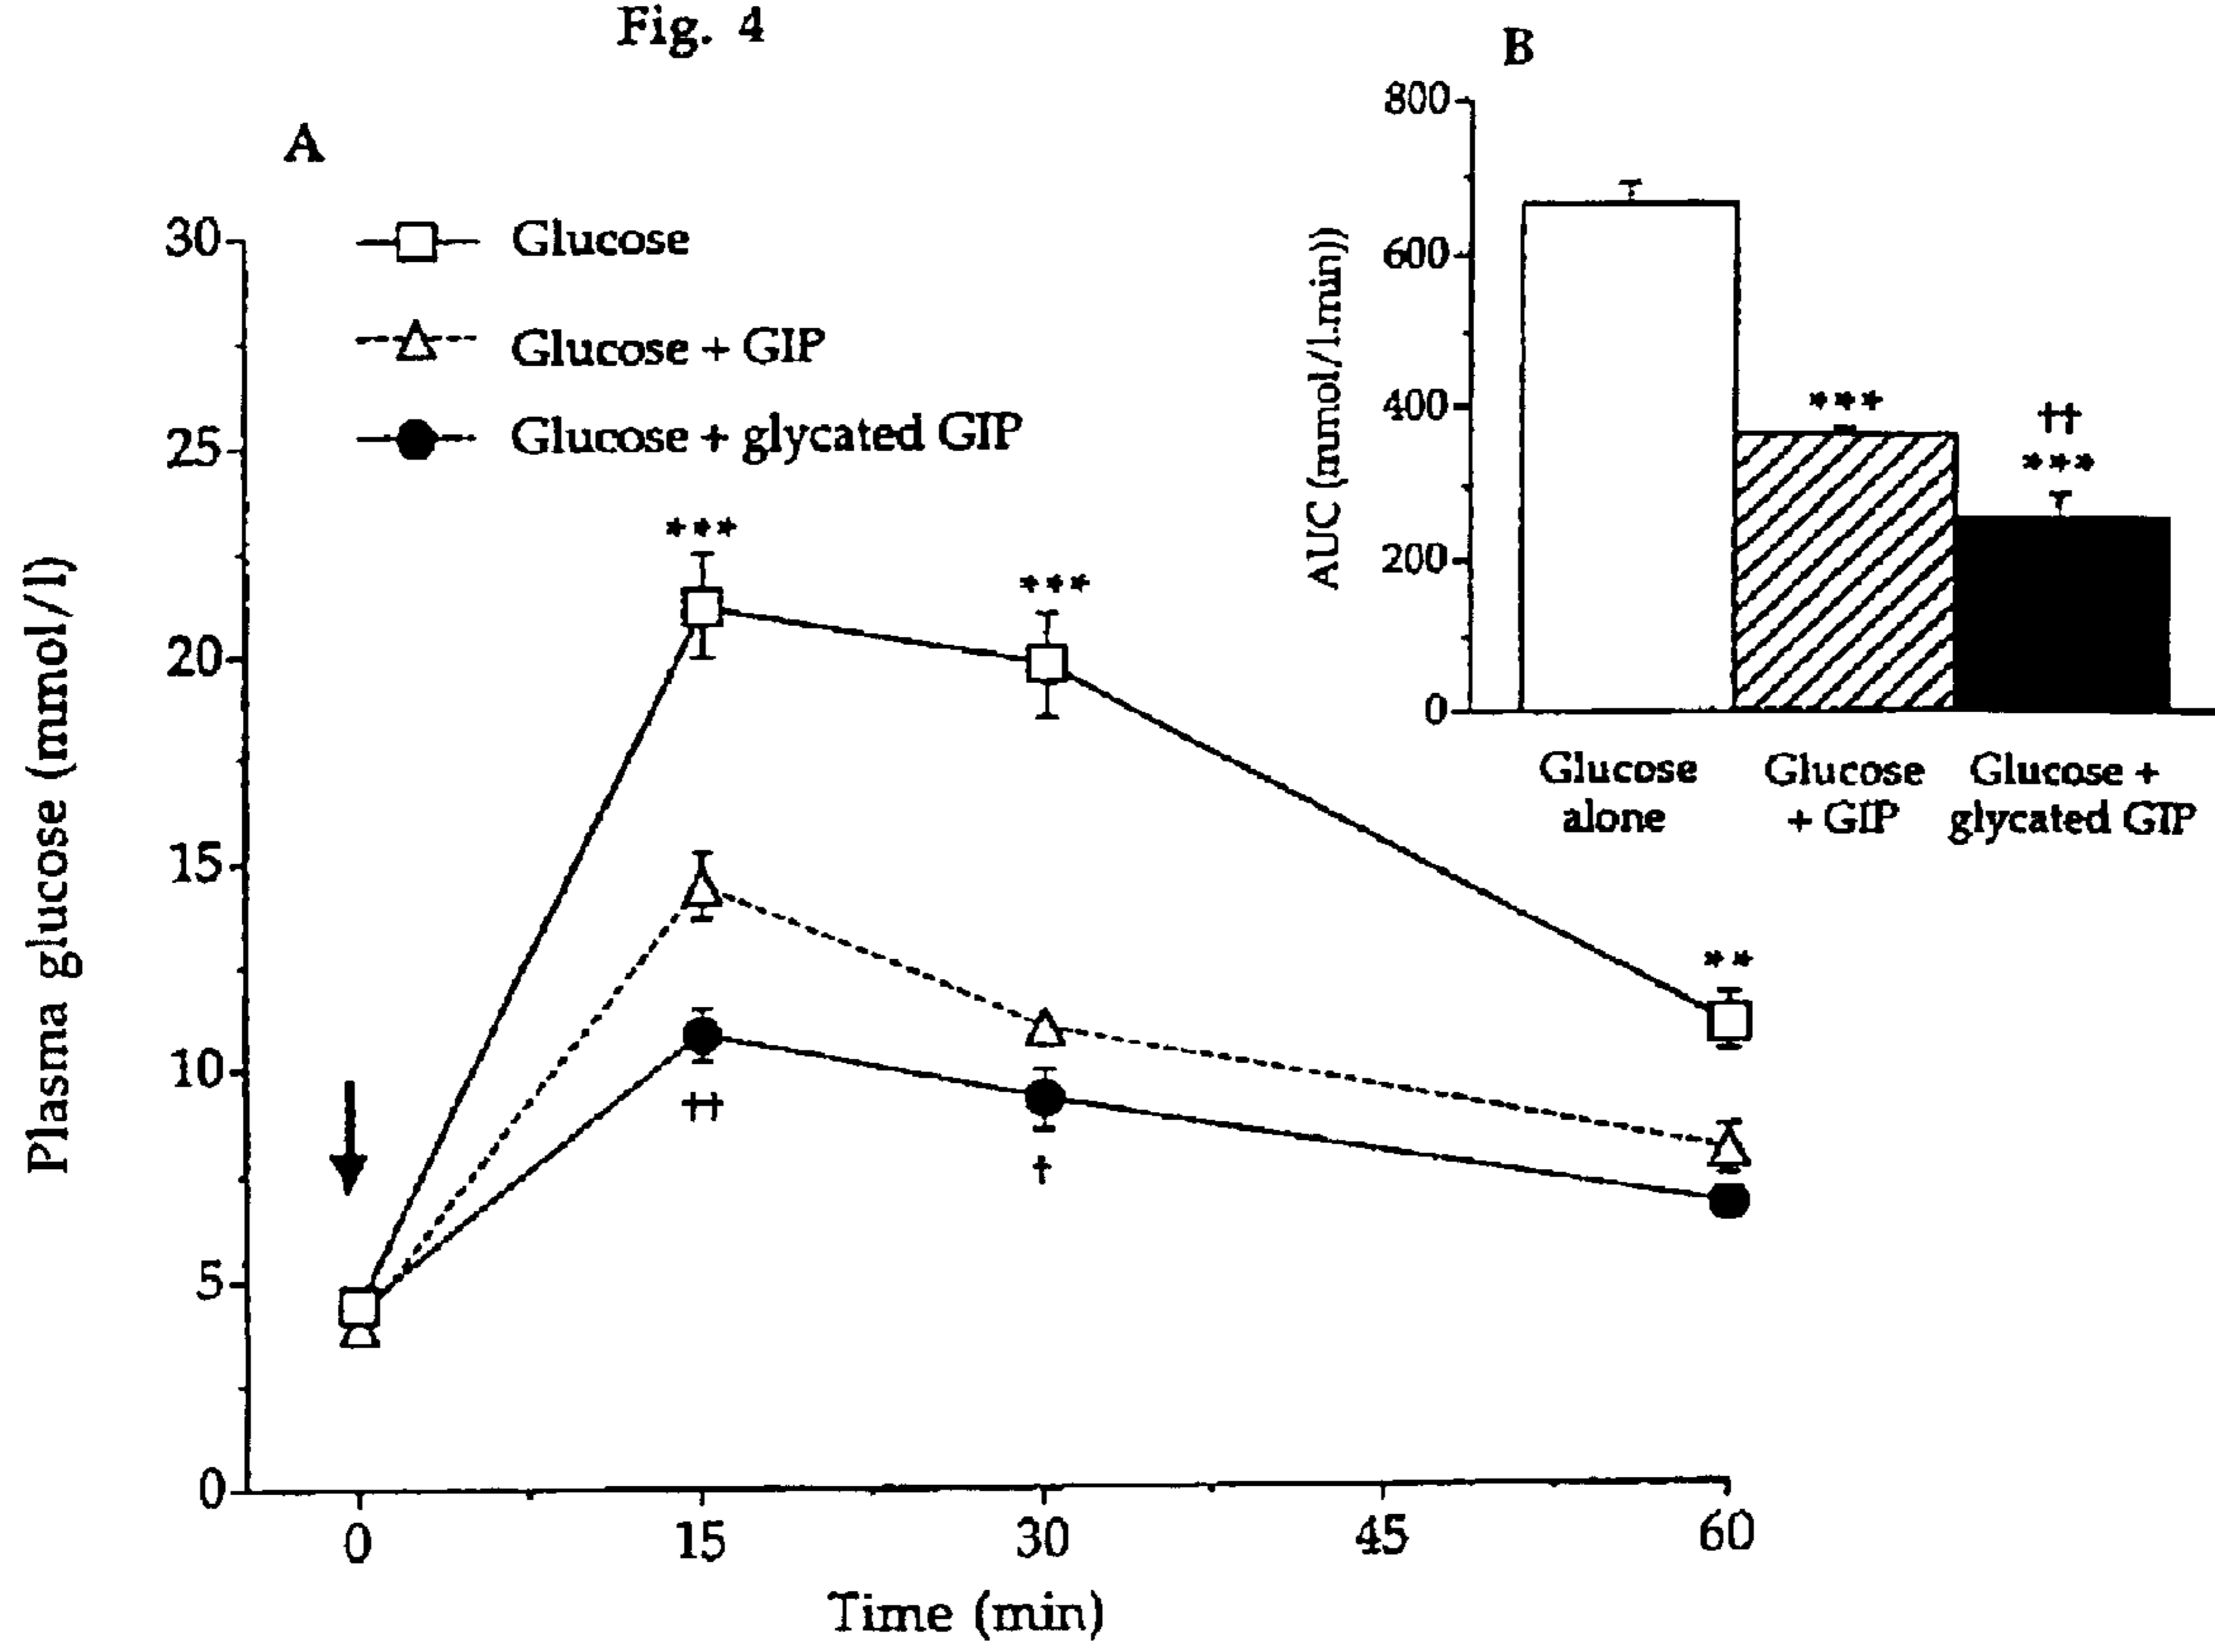 Fig. 4
A
Glucose
Glucose + GIP
Glucose + glycated GIP
30
25
20
15
10
5
0
Plasma glucose (mmol/l)
***
***
**
‡‡
†
0
15
30
45
60
Time (min)
B
800
600
400
200
0
AUC (mmol/l.min))
***
††
***
Glucose alone
Glucose + GIP
Glucose + glycated GIP